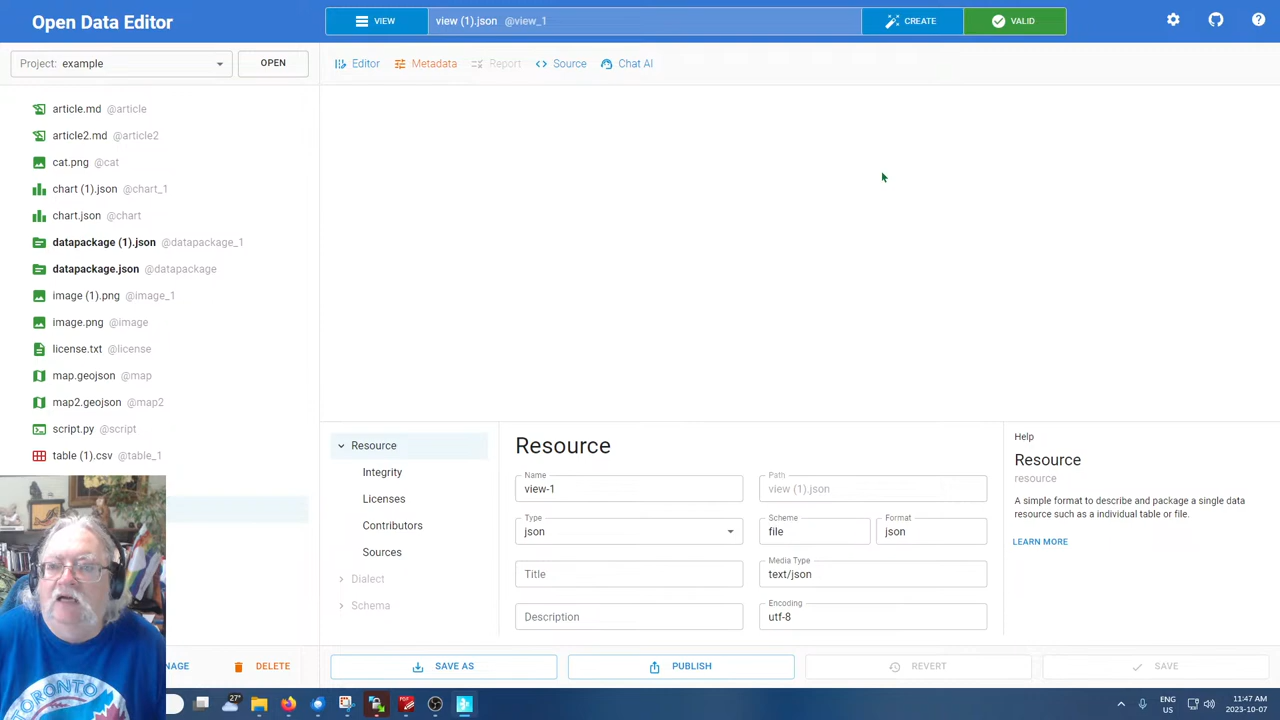 Open Data Editor
VIEW
view (1).json @view_1
CREATE
VALID
Project: example
OPEN
Editor
Metadata
Report
Source
Chat AI
article.md @article
article2.md @article2
cat.png @cat
chart (1).json @chart_1
chart.json @chart
datapackage (1).json @datapackage_1
datapackage.json @datapackage
image (1).png @image_1
image.png @image
license.txt @license
map.geojson @map
map2.geojson @map2
script.py @script
table (1).csv @table_1
Resource
Integrity
Licenses
Contributors
Sources
Dialect
Schema
Resource
Name
view-1
Path
view (1).json
Type
json
Scheme
file
Format
json
Title
Media Type
text/json
Description
Encoding
utf-8
Help
Resource
resource
A simple format to describe and package a single data
resource such as a individual table or file.
LEARN MORE
NAGE
DELETE
SAVE AS
PUBLISH
REVERT
SAVE
TORONTO
27°
PDF
ENG
US
11:47 AM
2023-10-07